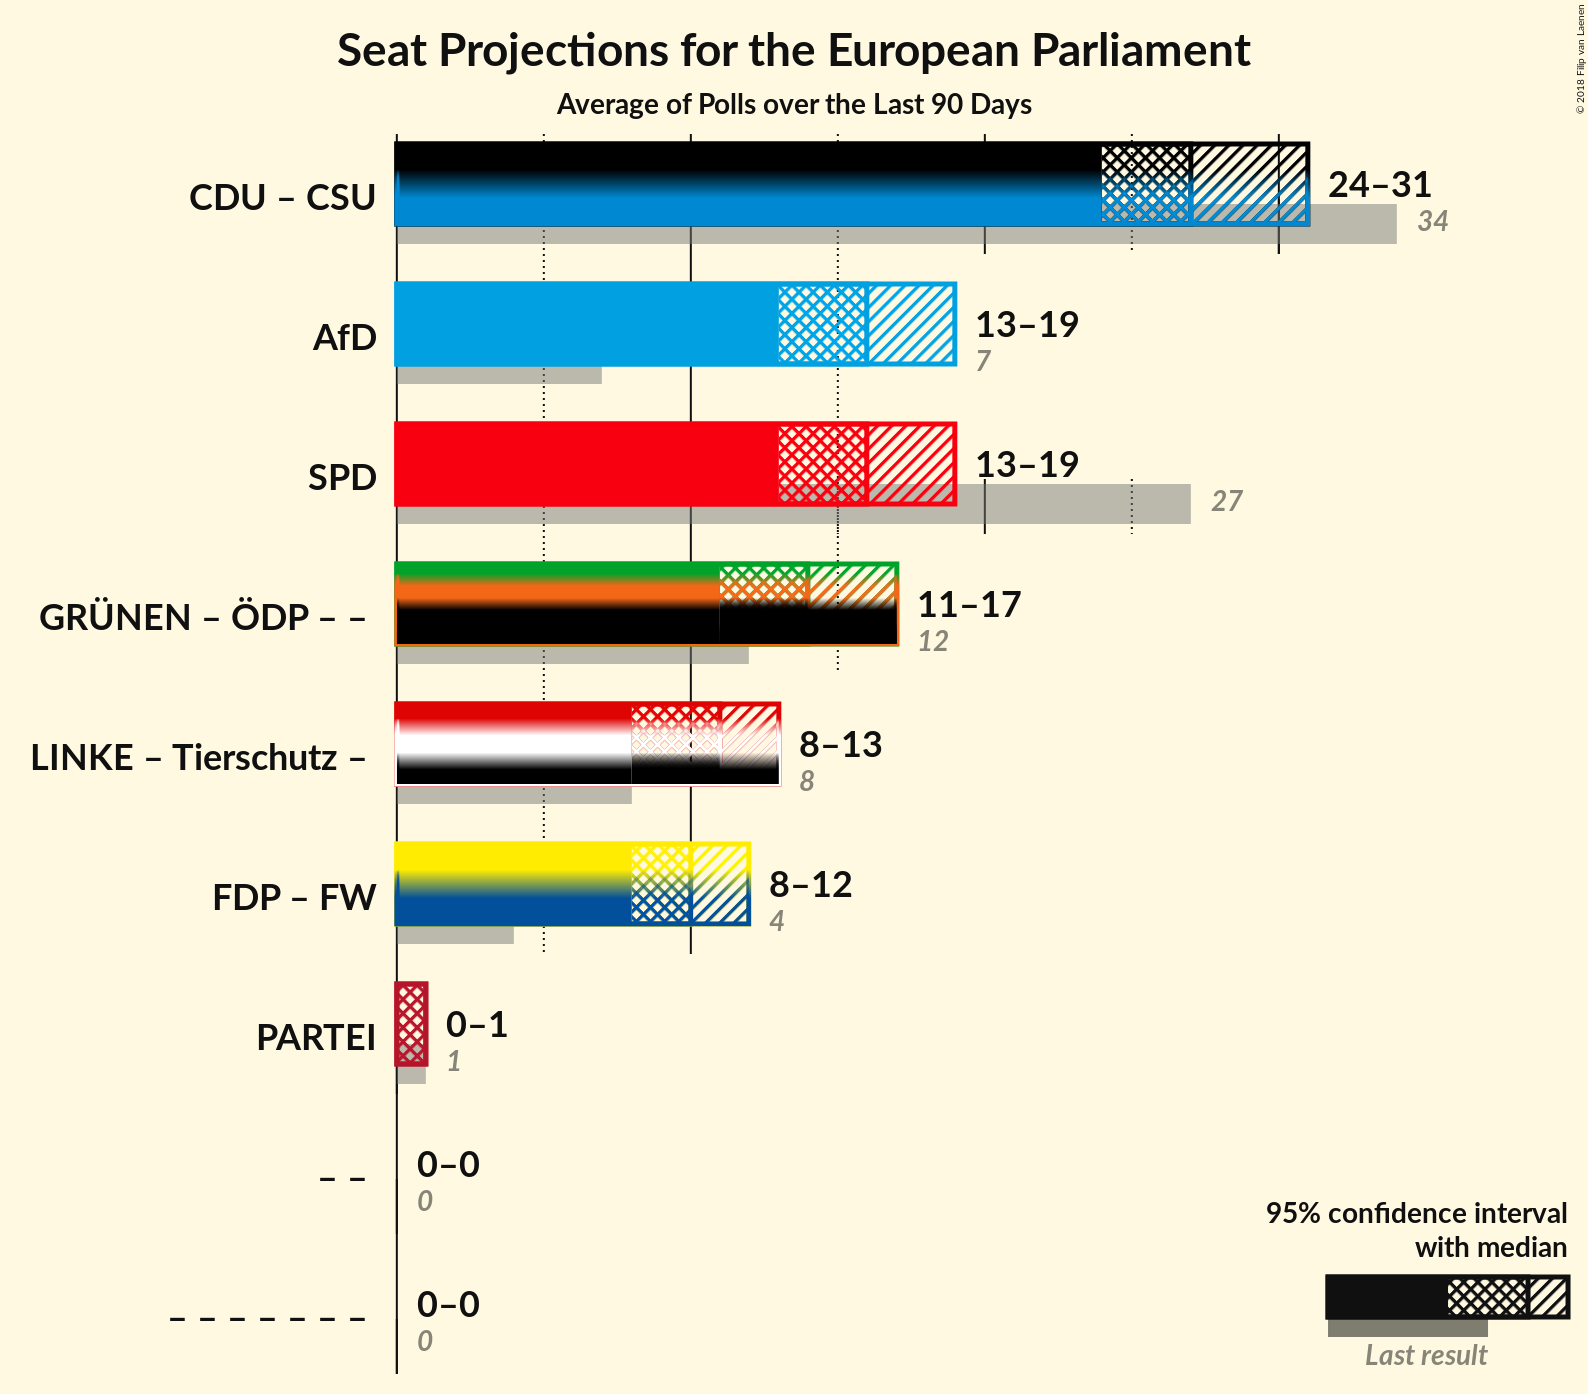 Seat Projections for the European Parliament
Average of Polls over the Last 90 Days
© 2018 Filip van Laenen
CDU – CSU
24–31
34
AfD
13–19
7
SPD
13–19
27
GRÜNEN – ÖDP – –
11–17
12
LINKE – Tierschutz –
8–13
8
FDP – FW
8–12
4
PARTEI
0–1
1
– –
0–0
0
– – – – – – –
0–0
0
95% confidence interval
with median
Last result